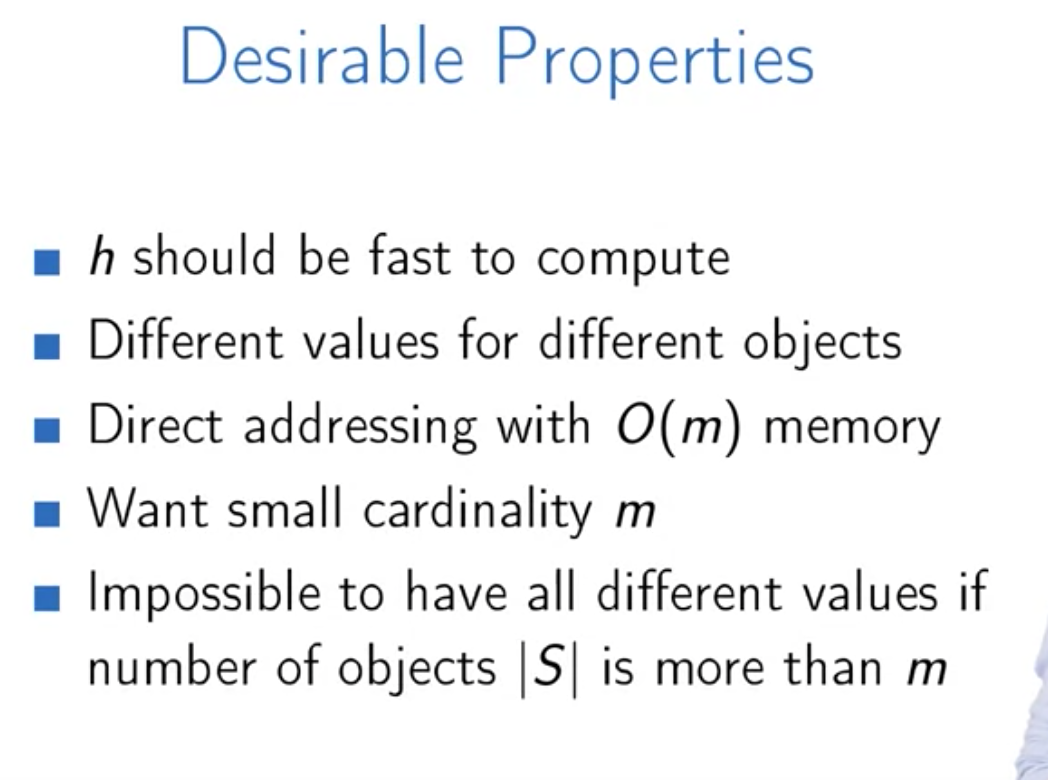 Desirable Properties
h should be fast to compute
Different values for different objects
Direct addressing with O(m) memory
Want small cardinality m
Impossible to have all different values if
number of objects |S| is more than m